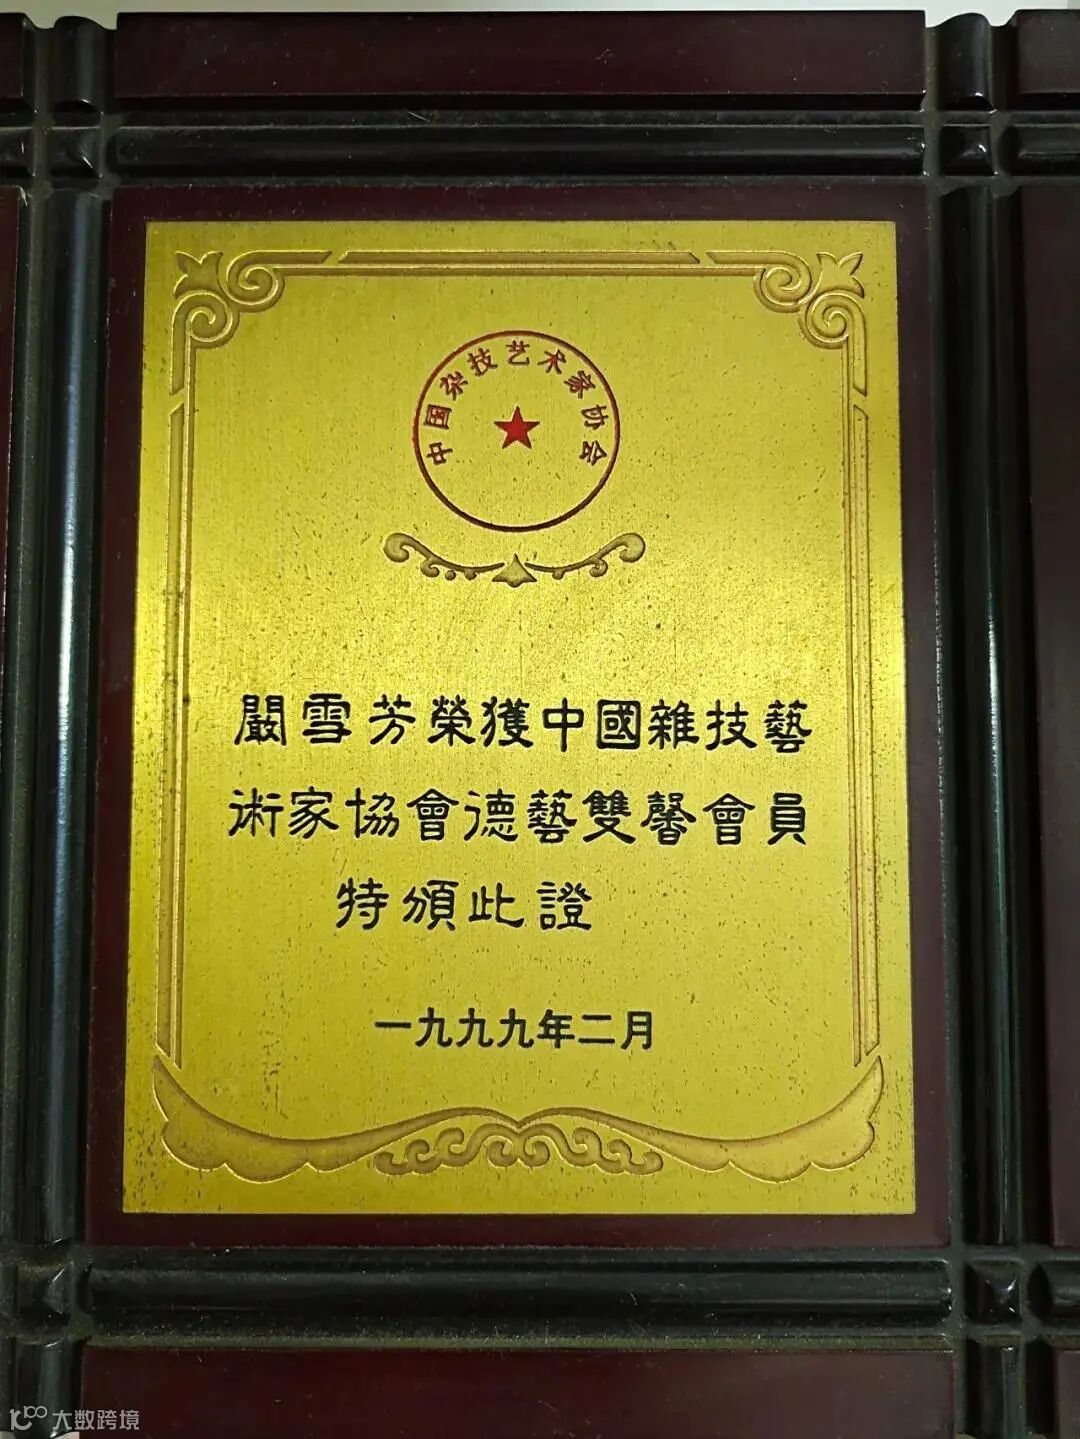 中国杂技艺术家协会
闞雪芳榮獲中國雜技藝
術家協會德藝雙馨會員
特頒此證
一九九九年二月
大数跨境